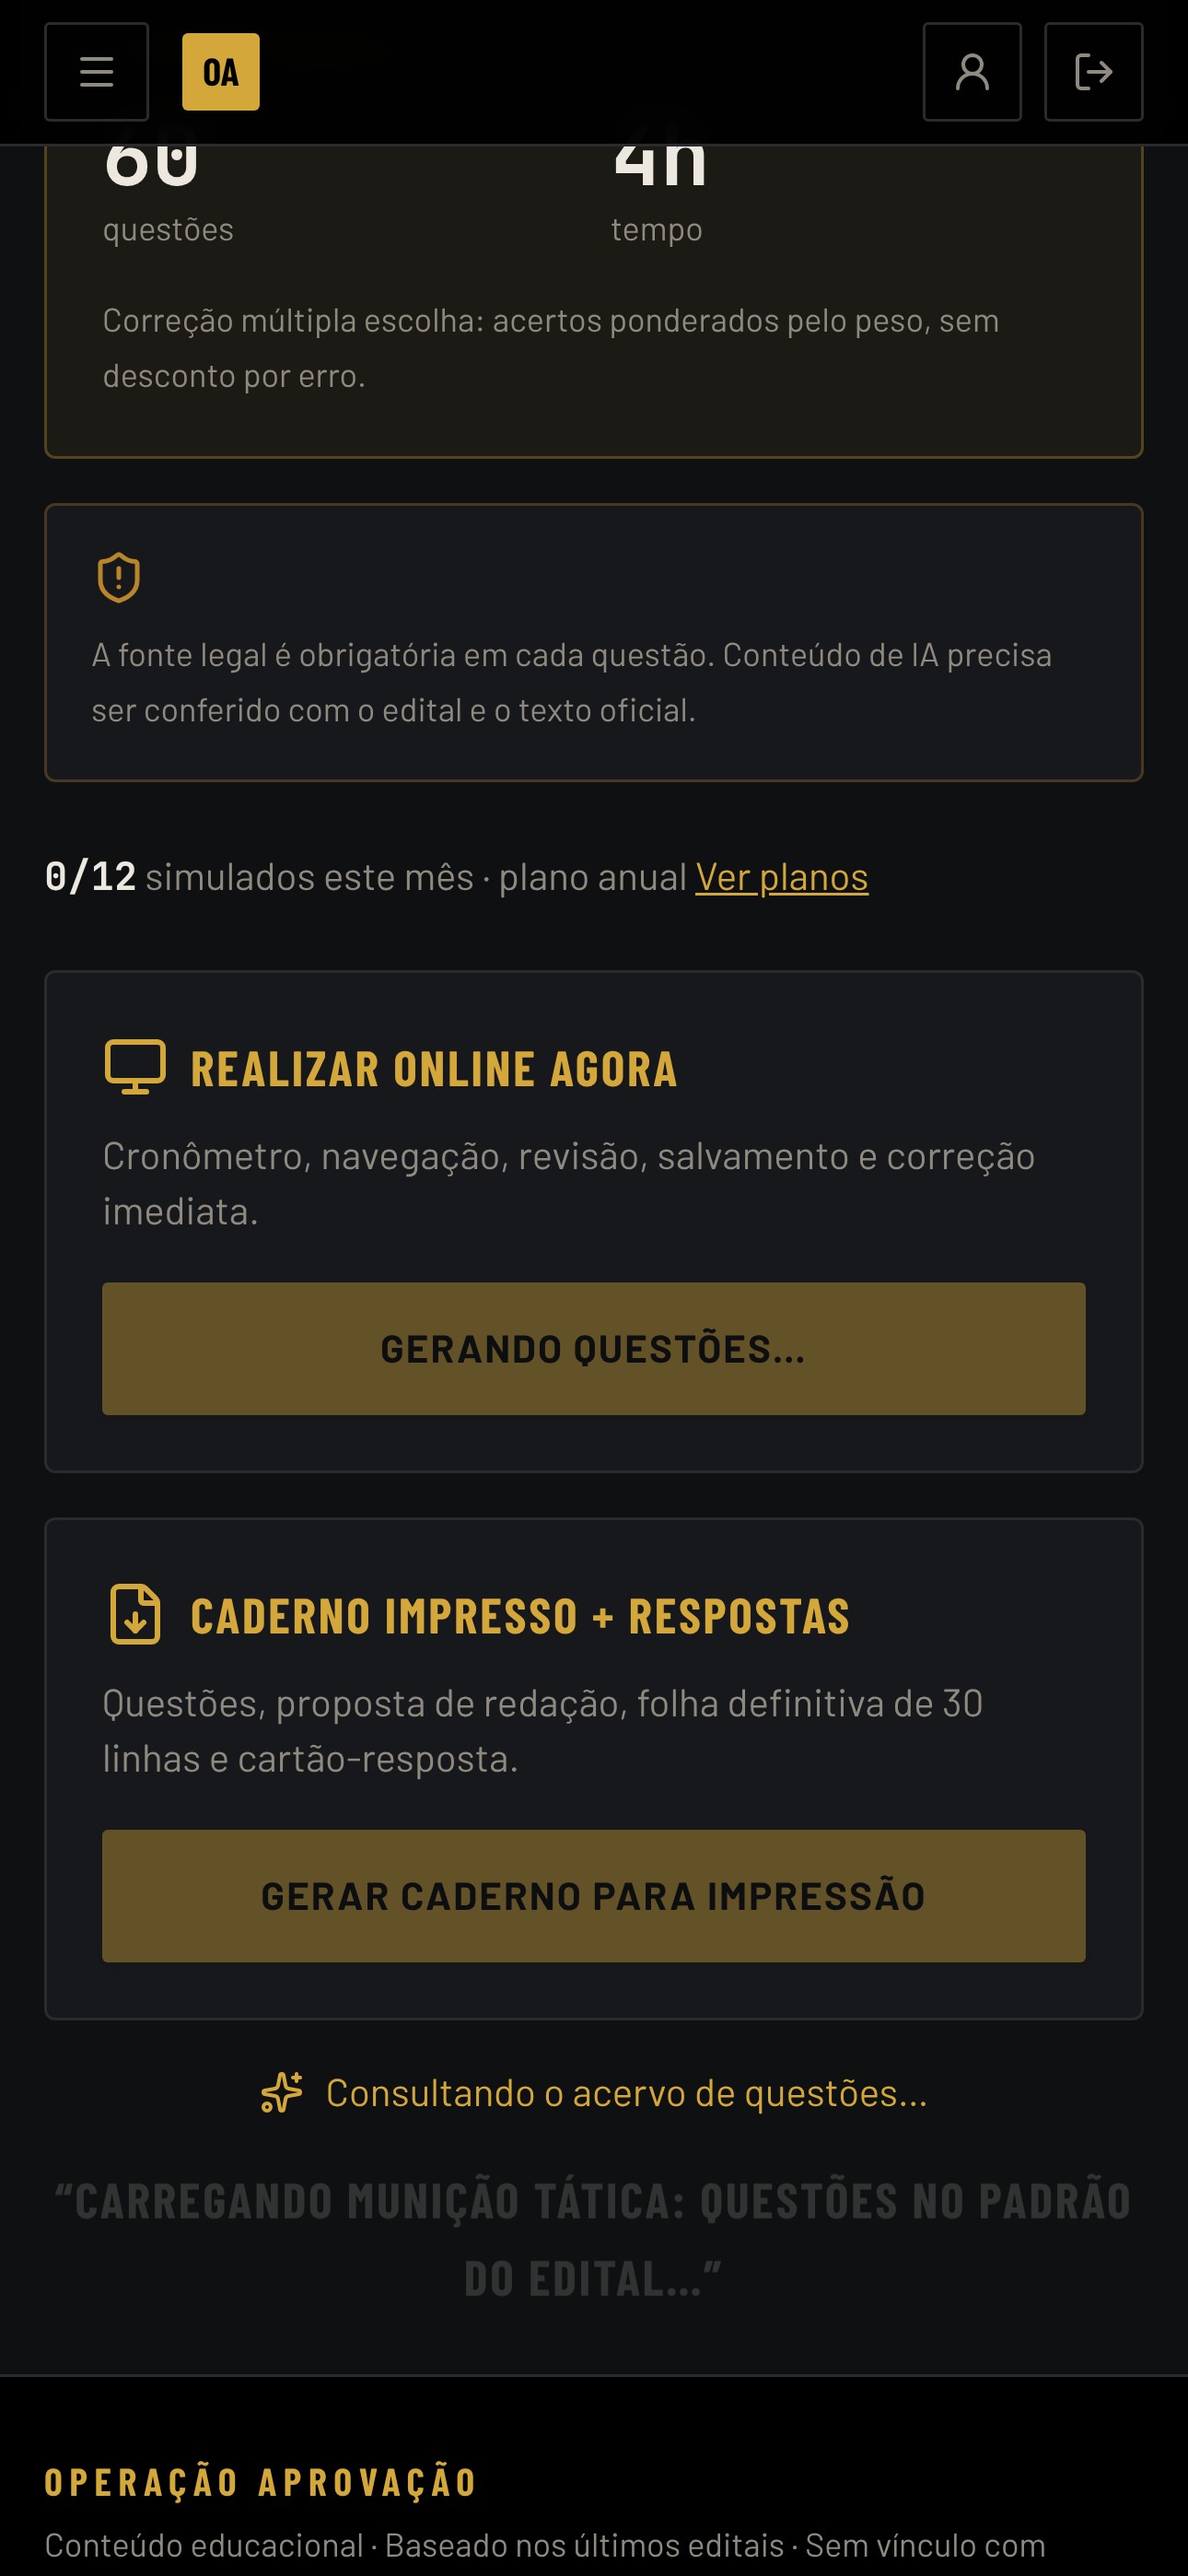 OA
60
4h
questões
tempo
Correção múltipla escolha: acertos ponderados pelo peso, sem
desconto por erro.
A fonte legal é obrigatória em cada questão. Conteúdo de IA precisa
ser conferido com o edital e o texto oficial.
0/12 simulados este mês · plano anual Ver planos
REALIZAR ONLINE AGORA
Cronômetro, navegação, revisão, salvamento e correção
imediata.
GERANDO QUESTÕES...
CADERNO IMPRESSO + RESPOSTAS
Questões, proposta de redação, folha definitiva de 30
linhas e cartão-resposta.
GERAR CADERNO PARA IMPRESSÃO
Consultando o acervo de questões...
“CARREGANDO MUNIÇÃO TÁTICA: QUESTÕES NO PADRÃO
DO EDITAL...”
OPERAÇÃO APROVAÇÃO
Conteúdo educacional · Baseado nos últimos editais · Sem vínculo com